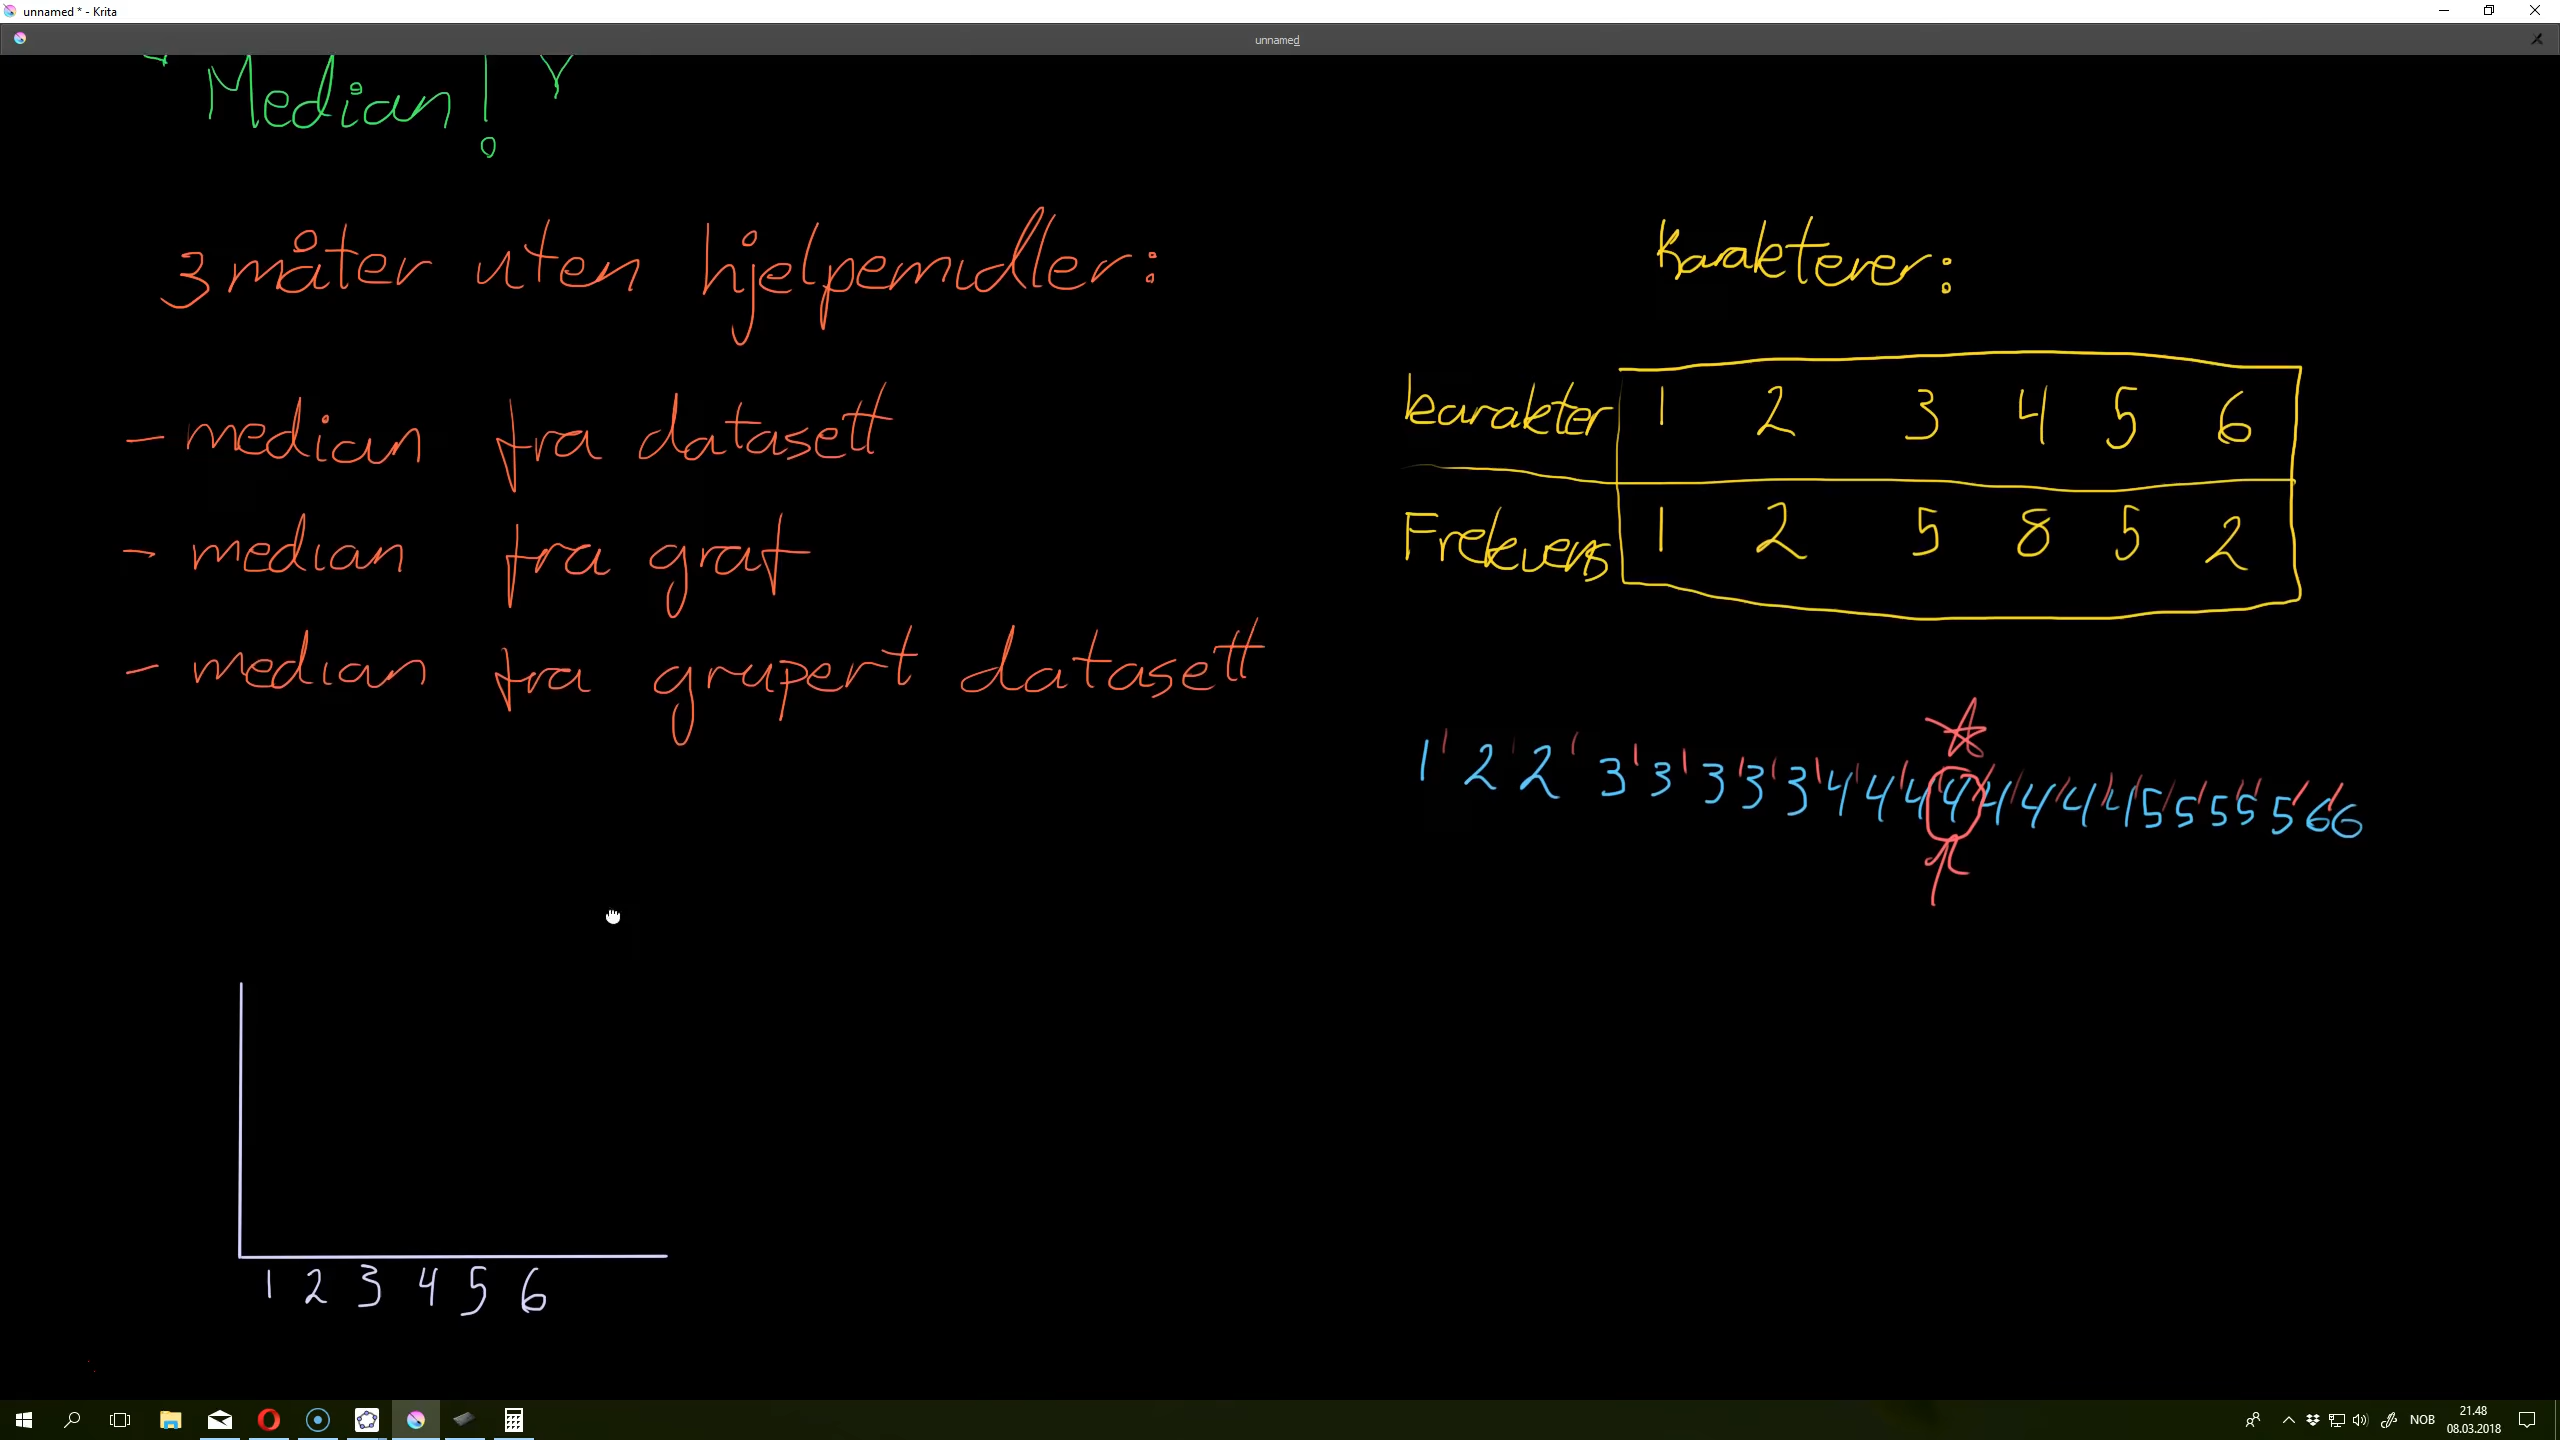 unnamed * - Krita
unnamed
Median!
3 måter uten hjelpemidler:
- median fra datasett
- median fra graf
- median fra grupert datasett
Karakterer:
karakter 1 2 3 4 5 6
Frekvens 1 2 5 8 5 2
1 2 2 3 3 3 3 3 4 4 4 4 4 4 4 4 5 5 5 5 5 6 6
1 2 3 4 5 6
NOB
21.48
08.03.2018